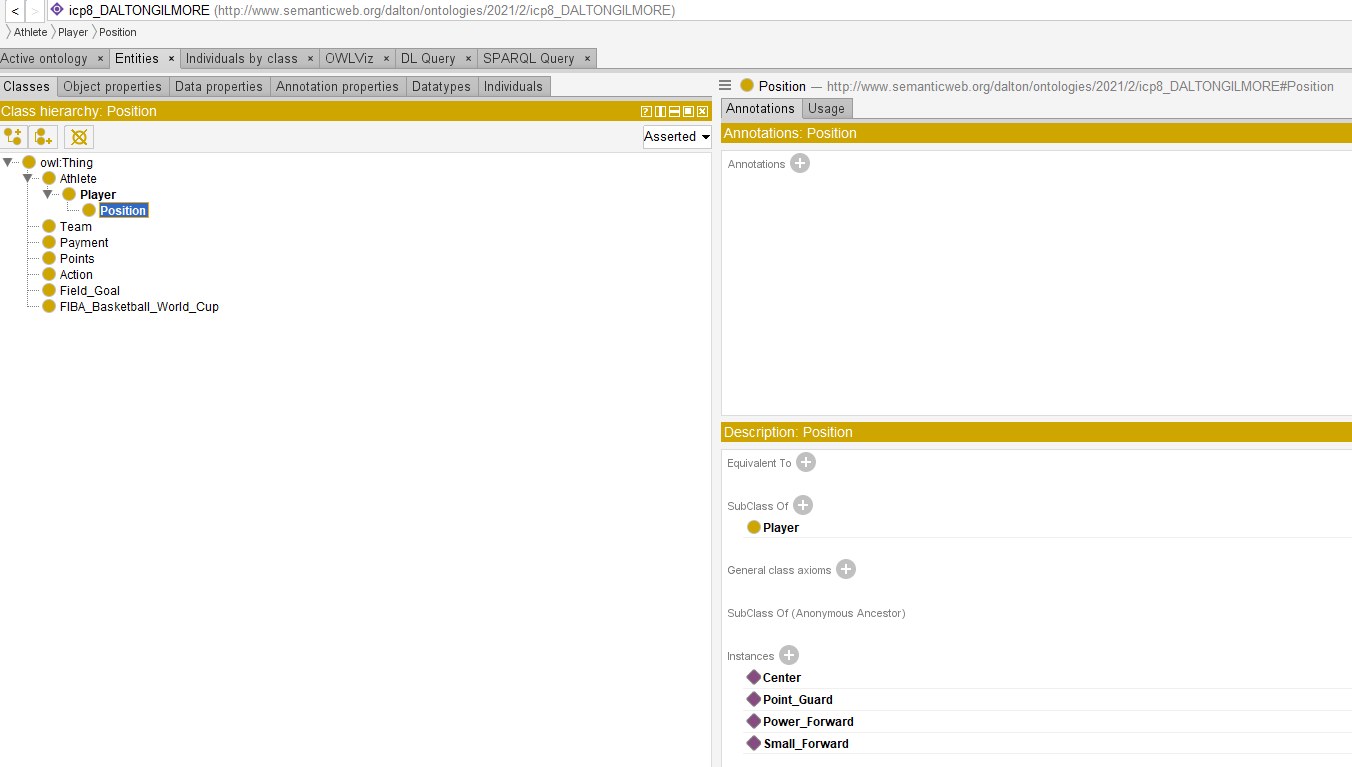 < > icp8_DALTONGILMORE (http://www.semanticweb.org/dalton/ontologies/2021/2/icp8_DALTONGILMORE)
Athlete Player Position
Active ontology × Entities × Individuals by class × OWLViz × DL Query × SPARQL Query ×
Classes Object properties Data properties Annotation properties Datatypes Individuals
Class hierarchy: Position
Asserted
owl:Thing
Athlete
Player
Position
Team
Payment
Points
Action
Field_Goal
FIBA_Basketball_World_Cup
Position — http://www.semanticweb.org/dalton/ontologies/2021/2/icp8_DALTONGILMORE#Position
Annotations Usage
Annotations: Position
Annotations
Description: Position
Equivalent To
SubClass Of
Player
General class axioms
SubClass Of (Anonymous Ancestor)
Instances
Center
Point_Guard
Power_Forward
Small_Forward